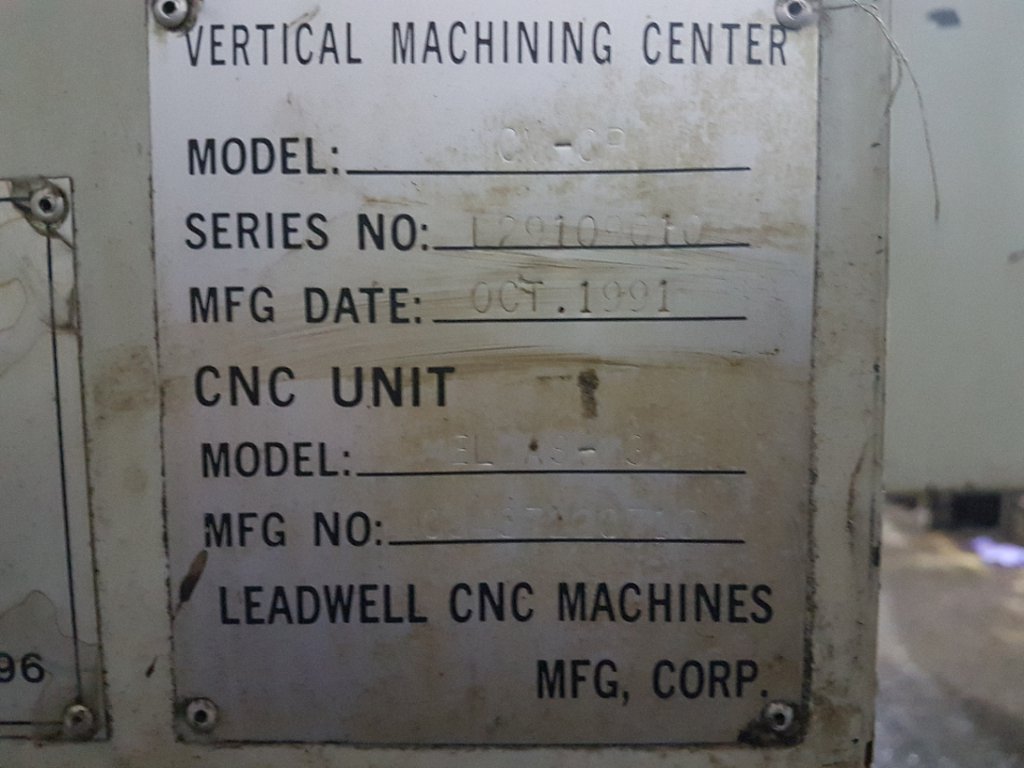 VERTICAL MACHINING CENTER
MODEL:
SERIES NO:
MFG DATE: OCT.1991
CNC UNIT
MODEL:
MFG NO:
LEADWELL CNC MACHINES
MFG, CORP.
96